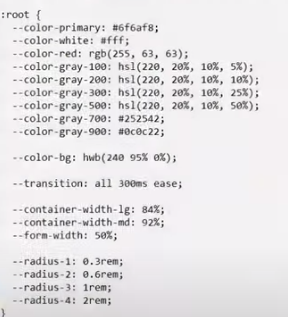 :root {
--color-primary: #6f6af8;
--color-white: #fff;
--color-red: rgb(255, 63, 63);
--color-gray-100: hsl(220, 20%, 10%, 5%);
--color-gray-200: hsl(220, 20%, 10%, 10%);
--color-gray-300: hsl(220, 20%, 10%, 25%);
--color-gray-500: hsl(220, 20%, 10%, 50%);
--color-gray-700: #252542;
--color-gray-900: #0c0c22;
--color-bg: hwb(240 95% 0%);
--transition: all 300ms ease;
--container-width-lg: 84%;
--container-width-md: 92%;
--form-width: 50%;
--radius-1: 0.3rem;
--radius-2: 0.6rem;
--radius-3: 1rem;
--radius-4: 2rem;
}